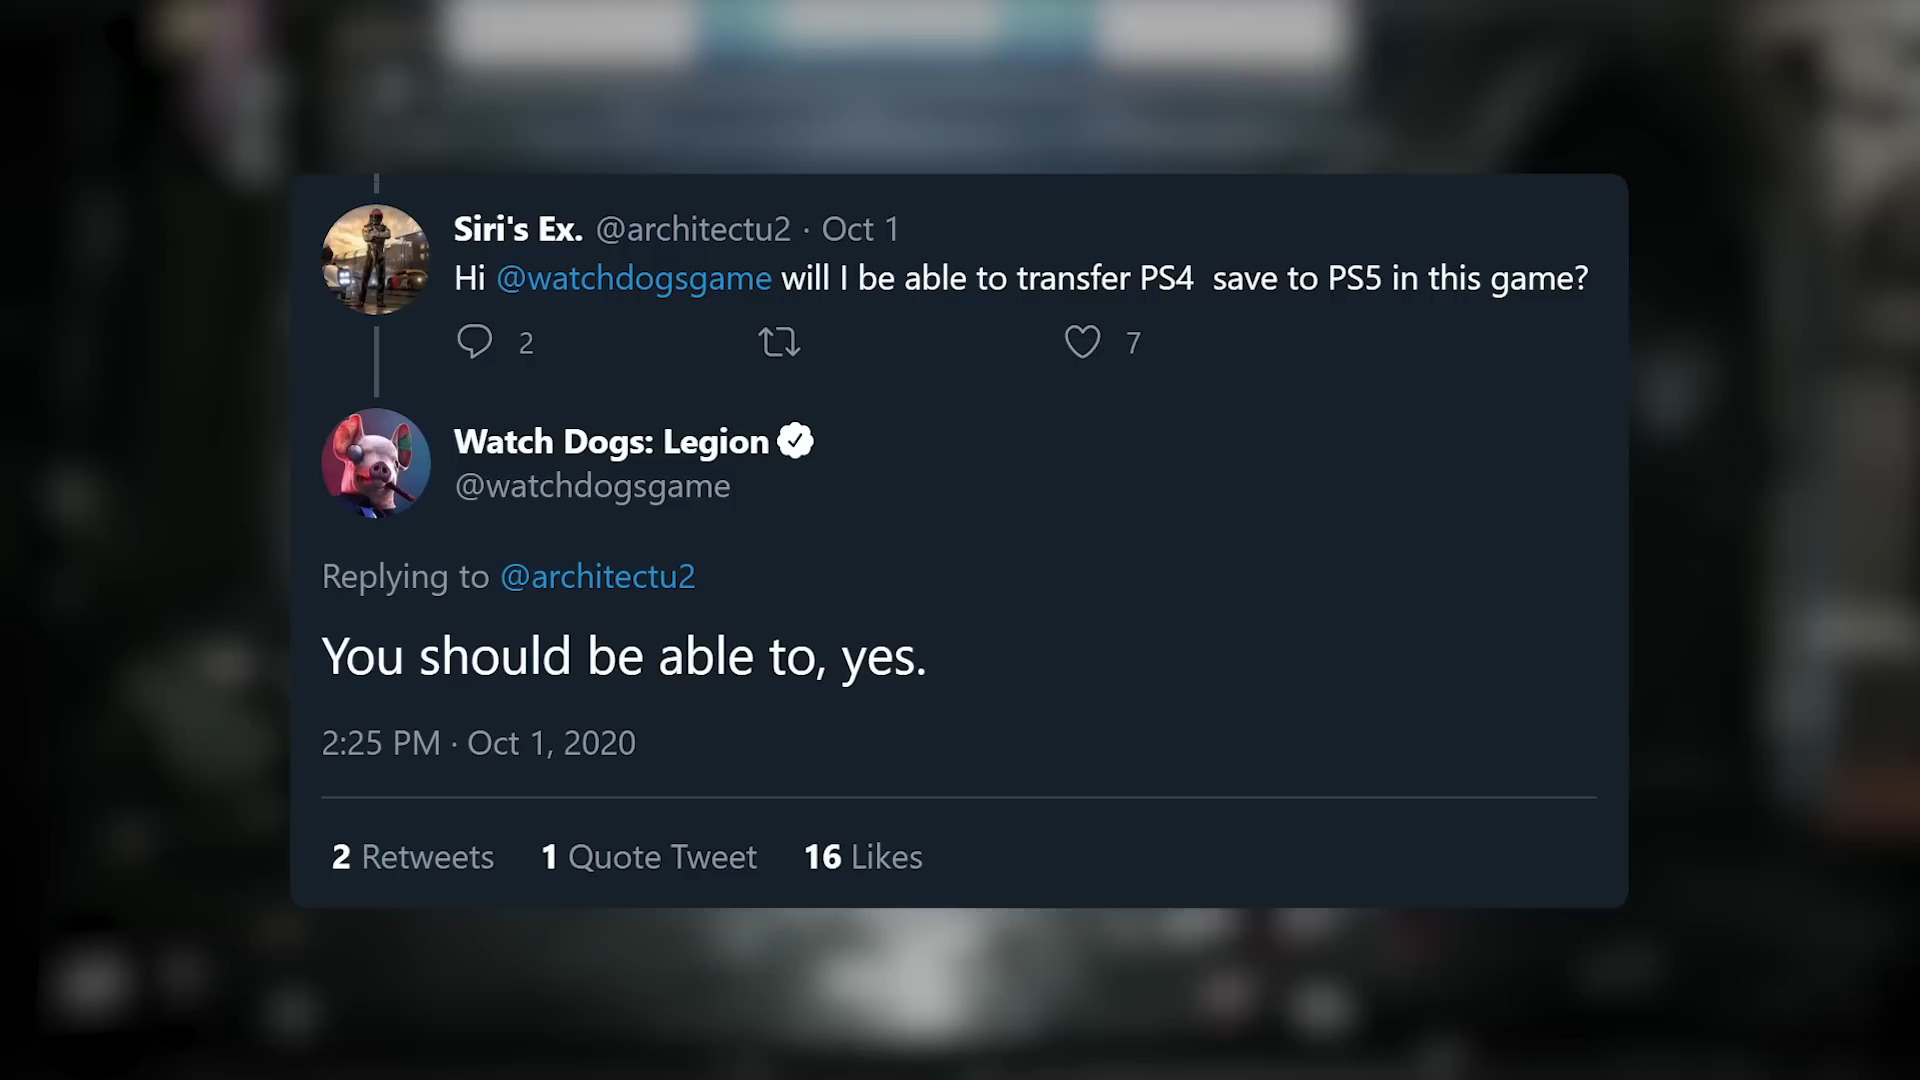 Siri's Ex. @architectu2 · Oct 1
Hi @watchdogsgame will I be able to transfer PS4  save to PS5 in this game?
2 7
Watch Dogs: Legion
@watchdogsgame
Replying to @architectu2
You should be able to, yes.
2:25 PM · Oct 1, 2020
2 Retweets 1 Quote Tweet 16 Likes